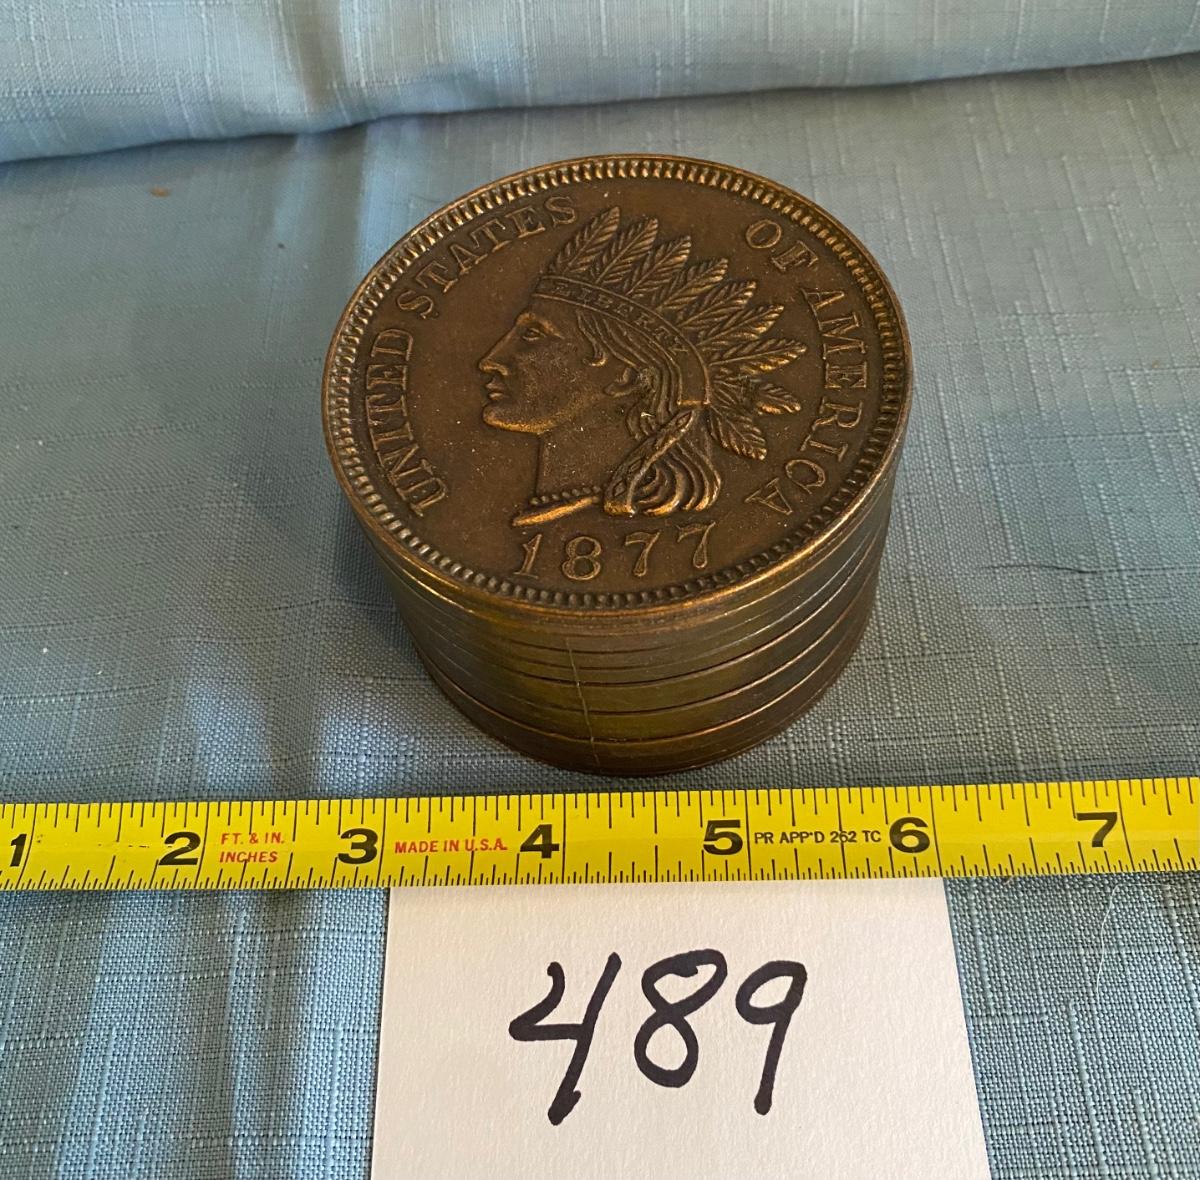 UNITED STATES OF AMERICA
LIBERTY
1877
1 2 FT. & IN. INCHES 3 MADE IN U.S.A. 4 5 PR APP'D 262 TC 6 7
489